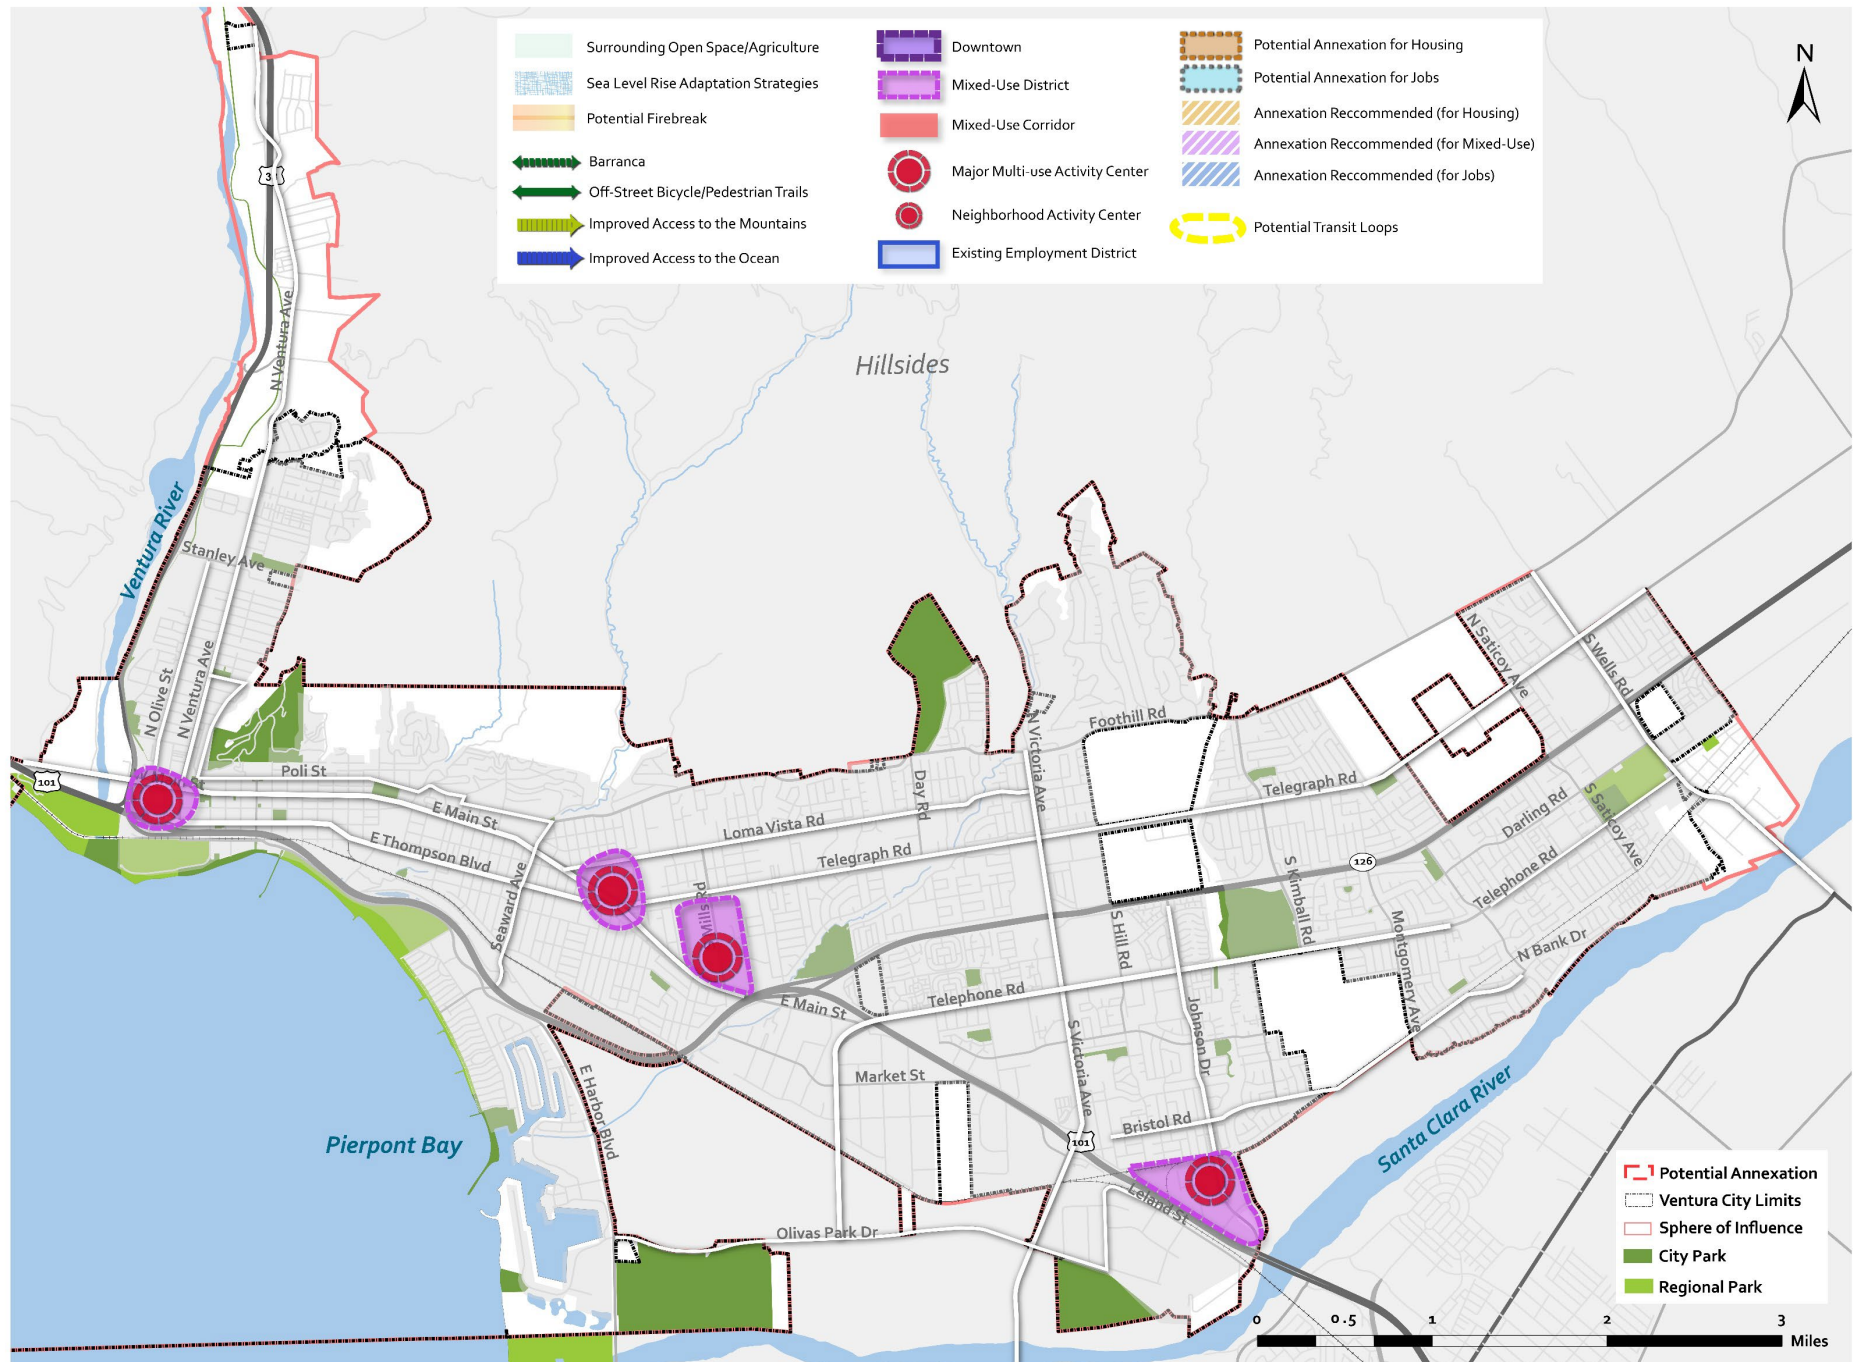 Surrounding Open Space/Agriculture
Sea Level Rise Adaptation Strategies
Potential Firebreak
Barranca
Off-Street Bicycle/Pedestrian Trails
Improved Access to the Mountains
Improved Access to the Ocean
Downtown
Mixed-Use District
Mixed-Use Corridor
Major Multi-use Activity Center
Neighborhood Activity Center
Existing Employment District
Potential Annexation for Housing
Potential Annexation for Jobs
Annexation Reccommended (for Housing)
Annexation Reccommended (for Mixed-Use)
Annexation Reccommended (for Jobs)
Potential Transit Loops
N
N Ventura Ave
Hillsides
Ventura River
Stanley Ave
N Olive St
N Ventura Ave
101
Poli St
E Main St
E Thompson Blvd
Seaward Ave
Loma Vista Rd
Telegraph Rd
Mills Rd
Day Rd
N Victoria Ave
Foothill Rd
Telegraph Rd
N Saticoy Ave
S Wells Rd
Darling Rd
S Saticoy Ave
126
Telephone Rd
S Kimball Rd
S Hill Rd
Montgomery Ave
N Bank Dr
E Main St
Telephone Rd
Johnson Dr
S Victoria Ave
Market St
Bristol Rd
101
E Harbor Blvd
Pierpont Bay
Leland St
Olivas Park Dr
Santa Clara River
Potential Annexation
Ventura City Limits
Sphere of Influence
City Park
Regional Park
0 0.5 1 2 3
Miles